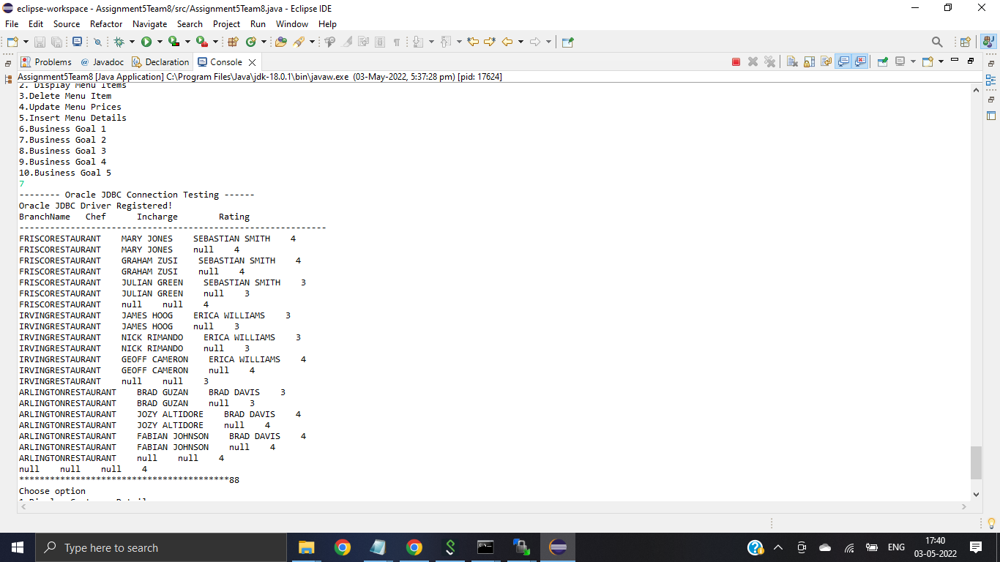 eclipse-workspace - Assignment5Team8/src/Assignment5Team8.java - Eclipse IDE
File Edit Source Refactor Navigate Search Project Run Window Help
Problems @ Javadoc Declaration Console
Assignment5Team8 [Java Application] C:\Program Files\Java\jdk-18.0.1\bin\javaw.exe (03-May-2022, 5:37:28 pm) [pid: 17624]
2. Display Menu Items
3.Delete Menu Item
4.Update Menu Prices
5.Insert Menu Details
6.Business Goal 1
7.Business Goal 2
8.Business Goal 3
9.Business Goal 4
10.Business Goal 5
7
-------- Oracle JDBC Connection Testing ------
Oracle JDBC Driver Registered!
BranchName   Chef      Incharge        Rating
------------------------------------------------------------
FRISCORESTAURANT    MARY JONES    SEBASTIAN SMITH    4
FRISCORESTAURANT    MARY JONES    null    4
FRISCORESTAURANT    GRAHAM ZUSI    SEBASTIAN SMITH    4
FRISCORESTAURANT    GRAHAM ZUSI    null    4
FRISCORESTAURANT    JULIAN GREEN    SEBASTIAN SMITH    3
FRISCORESTAURANT    JULIAN GREEN    null    3
FRISCORESTAURANT    null    null    4
IRVINGRESTAURANT    JAMES HOOG    ERICA WILLIAMS    3
IRVINGRESTAURANT    JAMES HOOG    null    3
IRVINGRESTAURANT    NICK RIMANDO    ERICA WILLIAMS    3
IRVINGRESTAURANT    NICK RIMANDO    null    3
IRVINGRESTAURANT    GEOFF CAMERON    ERICA WILLIAMS    4
IRVINGRESTAURANT    GEOFF CAMERON    null    4
IRVINGRESTAURANT    null    null    3
ARLINGTONRESTAURANT    BRAD GUZAN    BRAD DAVIS    3
ARLINGTONRESTAURANT    BRAD GUZAN    null    3
ARLINGTONRESTAURANT    JOZY ALTIDORE    BRAD DAVIS    4
ARLINGTONRESTAURANT    JOZY ALTIDORE    null    4
ARLINGTONRESTAURANT    FABIAN JOHNSON    BRAD DAVIS    4
ARLINGTONRESTAURANT    FABIAN JOHNSON    null    4
ARLINGTONRESTAURANT    null    null    4
null    null    null    4
*****************************************88
Choose option
Type here to search
ENG
17:40
03-05-2022